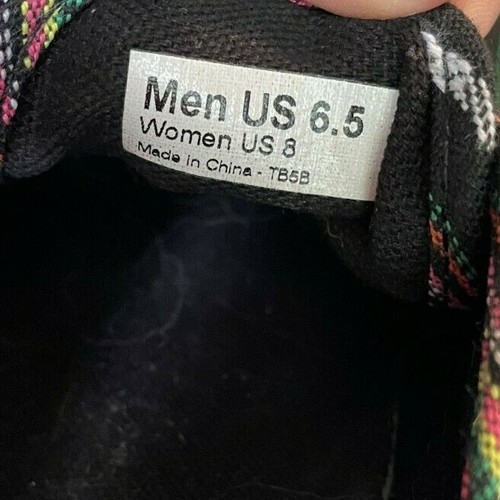 Men US 6.5
Women US 8
Made in China - TB5B